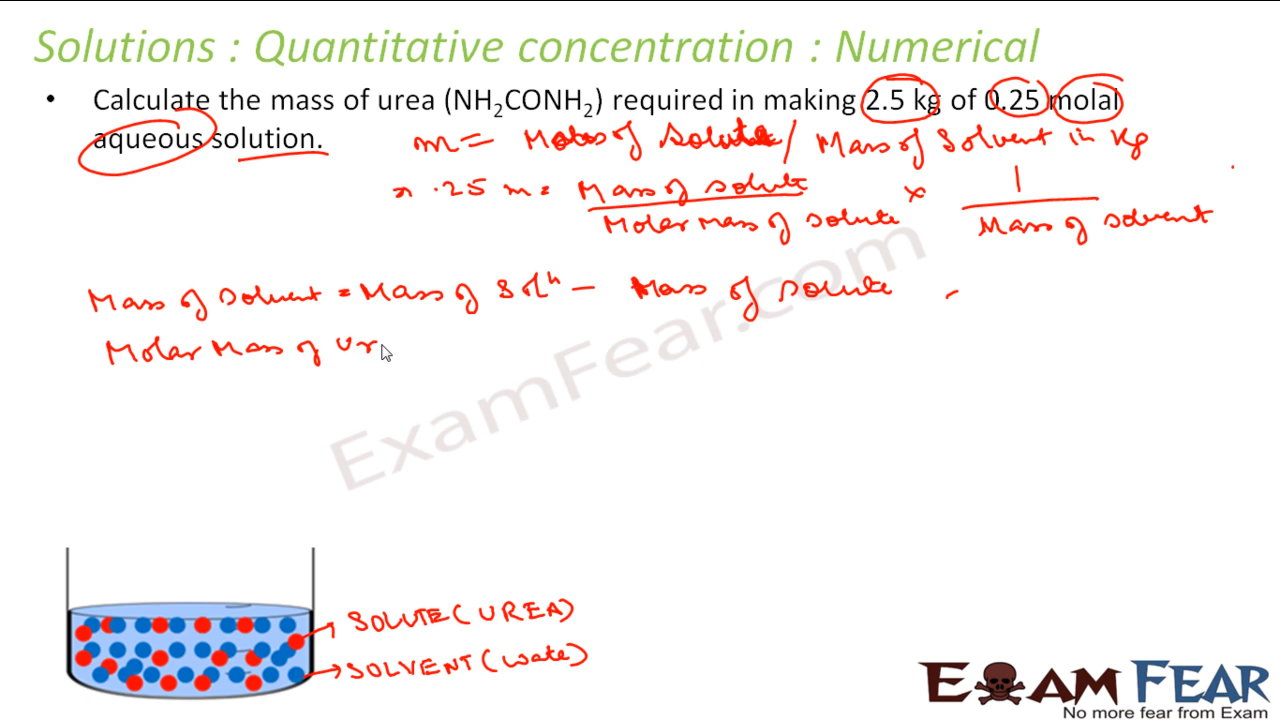 Solutions : Quantitative concentration : Numerical
• Calculate the mass of urea (NH₂CONH₂) required in making 2.5 kg of 0.25 molal
aqueous solution.
m = Moles of Solute / Mass of Solvent in Kg
.25 m = Mass of solute / Molar Mass of solute × 1 / Mass of solvent
Mass of solvent = Mass of Solⁿ – Mass of Solute
Molar Mass of Ur
ExamFear.com
SOLUTE (UREA)
SOLVENT (Wate)
EXAM FEAR
No more fear from Exam